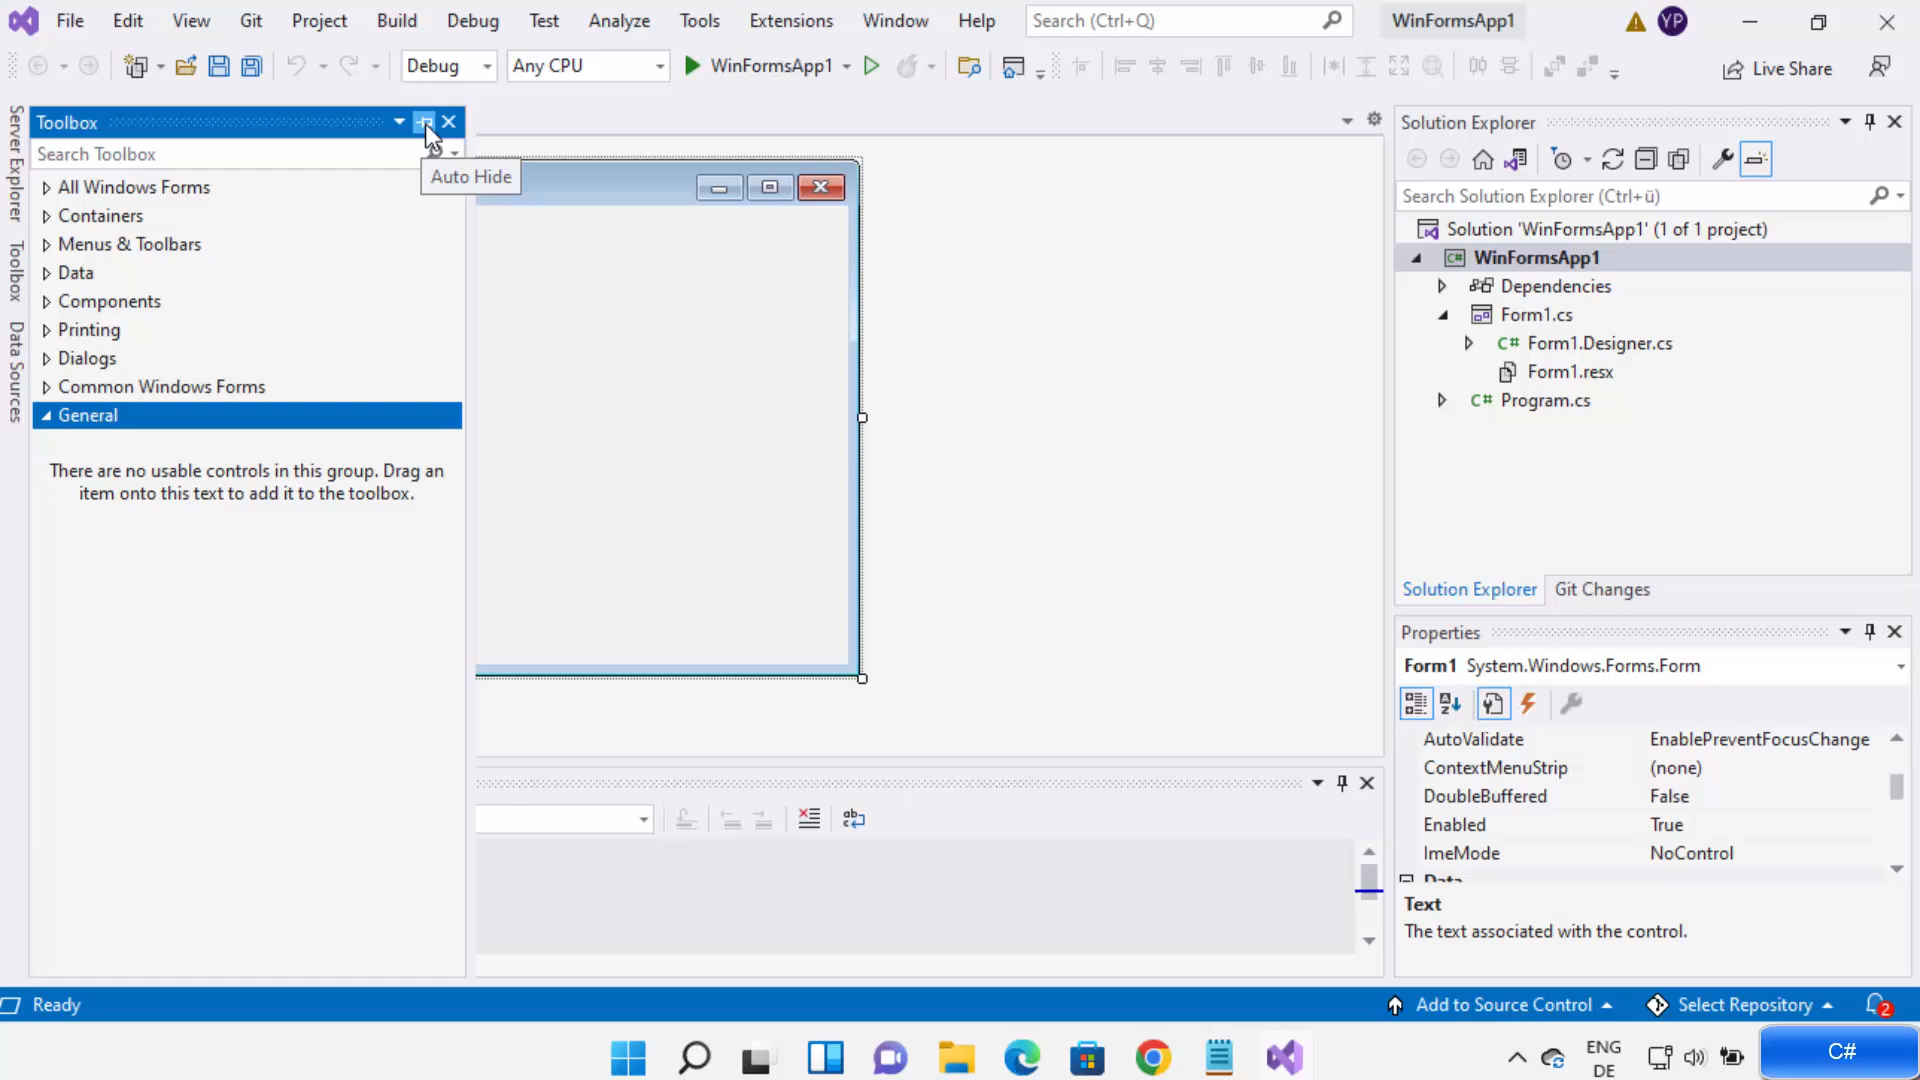 File Edit View Git Project Build Debug Test Analyze Tools Extensions Window Help Search (Ctrl+Q) WinFormsApp1 YP
Debug Any CPU WinFormsApp1 Live Share
Server Explorer
Toolbox
Data Sources
Toolbox
Search Toolbox
Auto Hide
All Windows Forms
Containers
Menus & Toolbars
Data
Components
Printing
Dialogs
Common Windows Forms
General
There are no usable controls in this group. Drag an
item onto this text to add it to the toolbox.
Solution Explorer
Search Solution Explorer (Ctrl+ü)
Solution 'WinFormsApp1' (1 of 1 project)
C# WinFormsApp1
Dependencies
Form1.cs
C# Form1.Designer.cs
Form1.resx
C# Program.cs
Solution Explorer Git Changes
Properties
Form1 System.Windows.Forms.Form
AutoValidate EnablePreventFocusChange
ContextMenuStrip (none)
DoubleBuffered False
Enabled True
ImeMode NoControl
Data
Text
The text associated with the control.
Ready Add to Source Control Select Repository 2
ENG
DE
C#